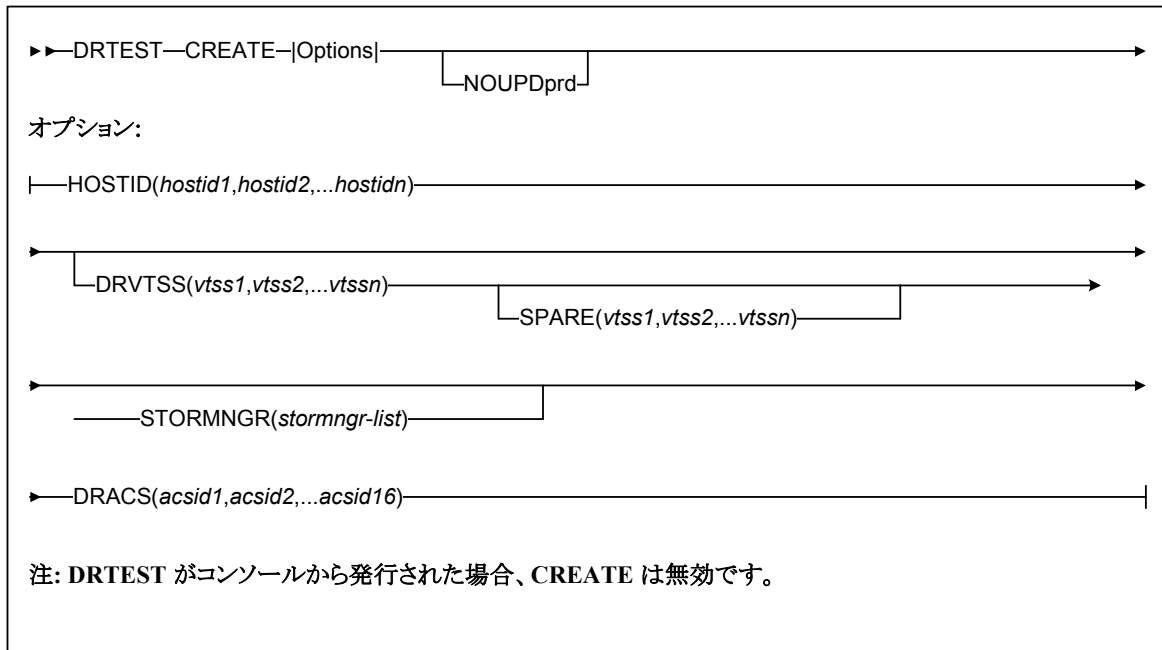 DRTEST CREATE |Options|
NOUPDprd
オプション:
HOSTID(hostid1,hostid2,...hostidn)
DRVTSS(vtss1,vtss2,...vtssn)
SPARE(vtss1,vtss2,...vtssn)
STORMNGR(stormngr-list)
DRACS(acsid1,acsid2,...acsid16)
注: DRTEST がコンソールから発行された場合、CREATE は無効です。